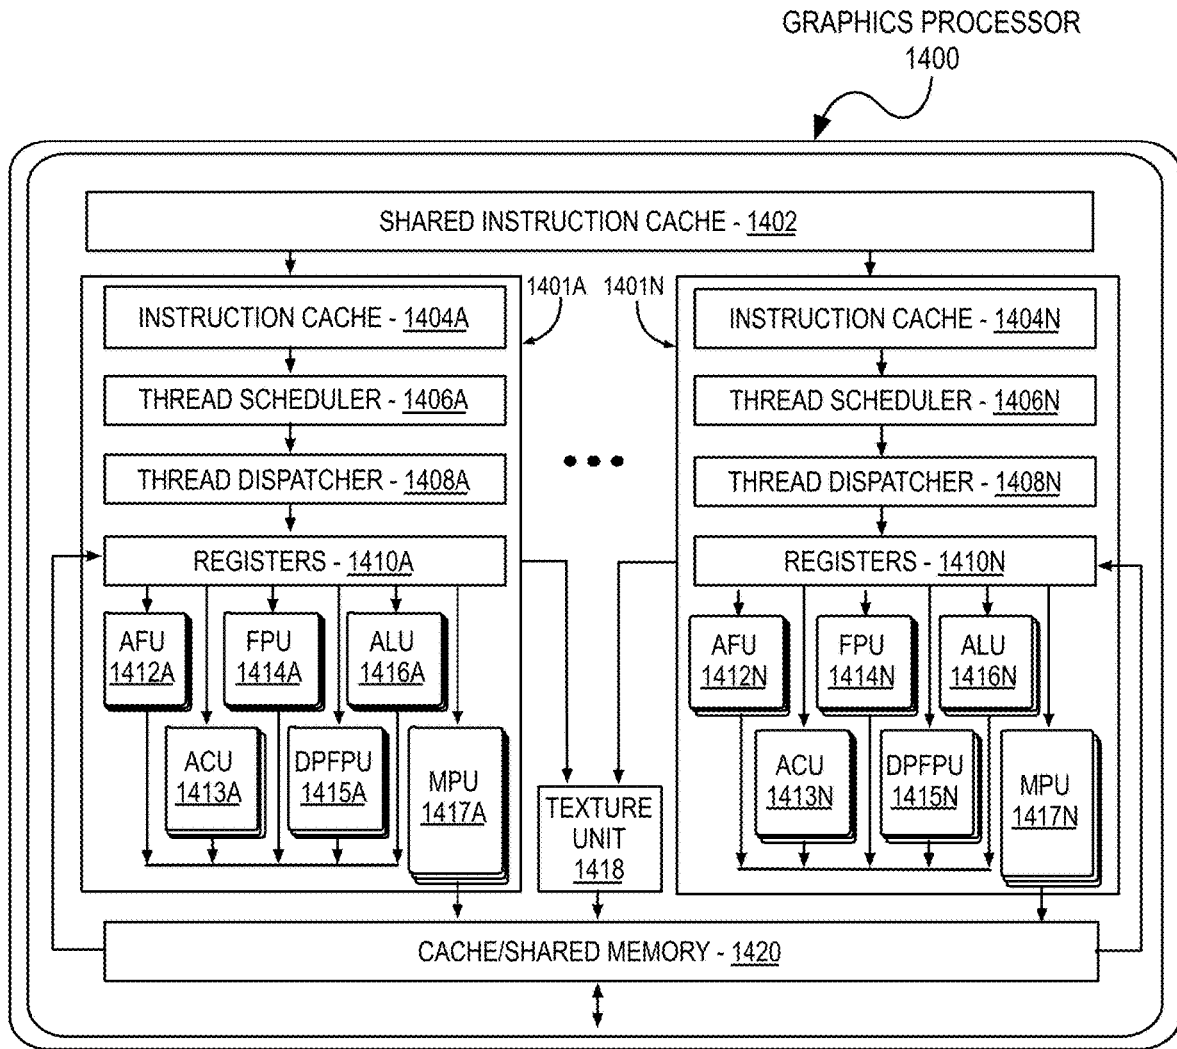 GRAPHICS PROCESSOR
1400
SHARED INSTRUCTION CACHE - 1402
1401A
1401N
INSTRUCTION CACHE - 1404A
THREAD SCHEDULER - 1406A
THREAD DISPATCHER - 1408A
REGISTERS - 1410A
AFU
1412A
FPU
1414A
ALU
1416A
ACU
1413A
DPFPU
1415A
MPU
1417A
INSTRUCTION CACHE - 1404N
THREAD SCHEDULER - 1406N
THREAD DISPATCHER - 1408N
REGISTERS - 1410N
AFU
1412N
FPU
1414N
ALU
1416N
ACU
1413N
DPFPU
1415N
MPU
1417N
TEXTURE
UNIT
1418
CACHE/SHARED MEMORY - 1420